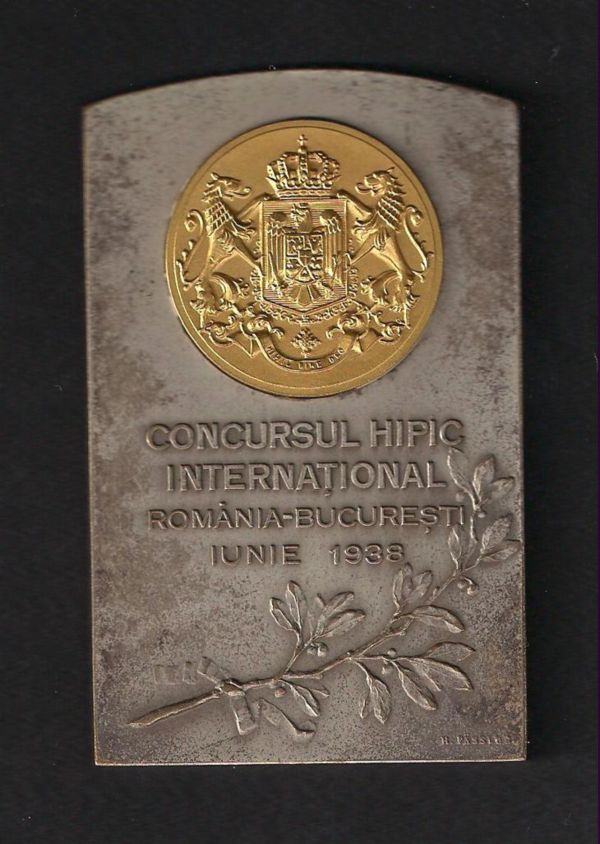 NIHIL SINE DEO
CONCURSUL HIPIC
INTERNAȚIONAL
ROMÂNIA-BUCUREȘTI
IUNIE 1938